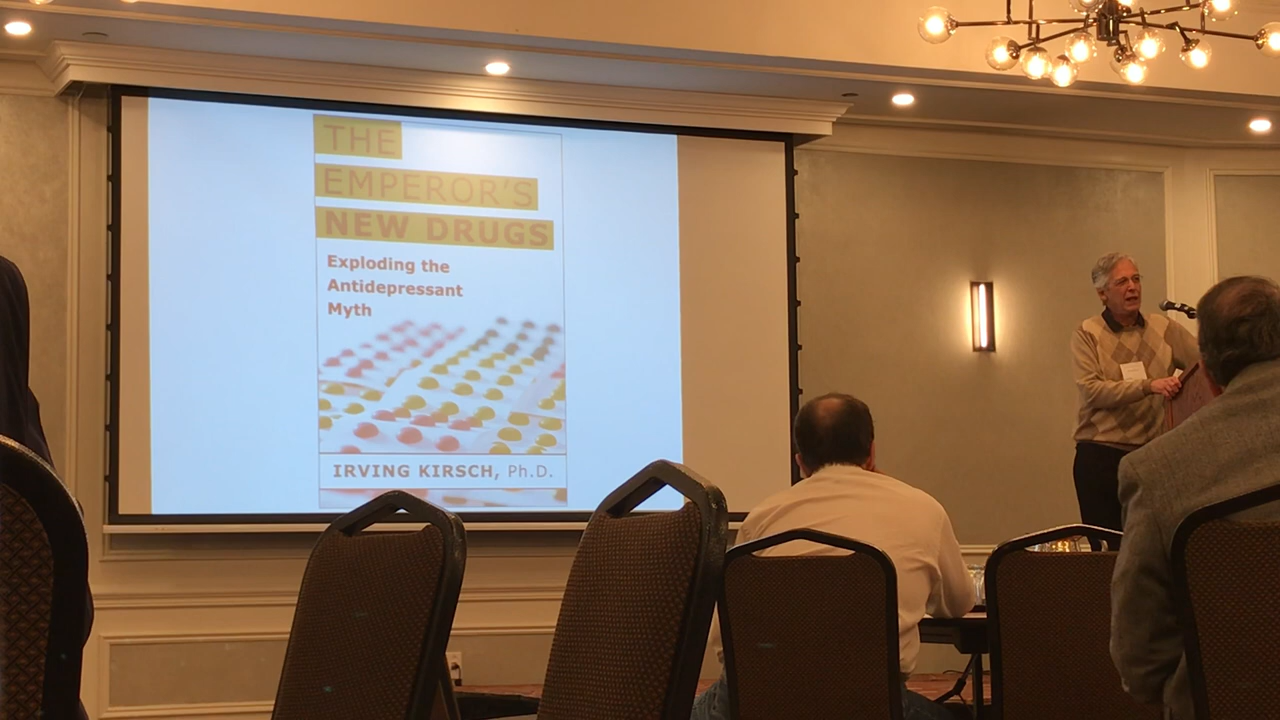 THE
EMPEROR'S
NEW DRUGS
Exploding the
Antidepressant
Myth
IRVING KIRSCH, Ph.D.